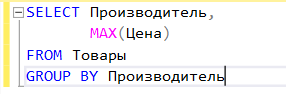 SELECT Производитель,
MAX(Цена)
FROM Товары
GROUP BY Производитель